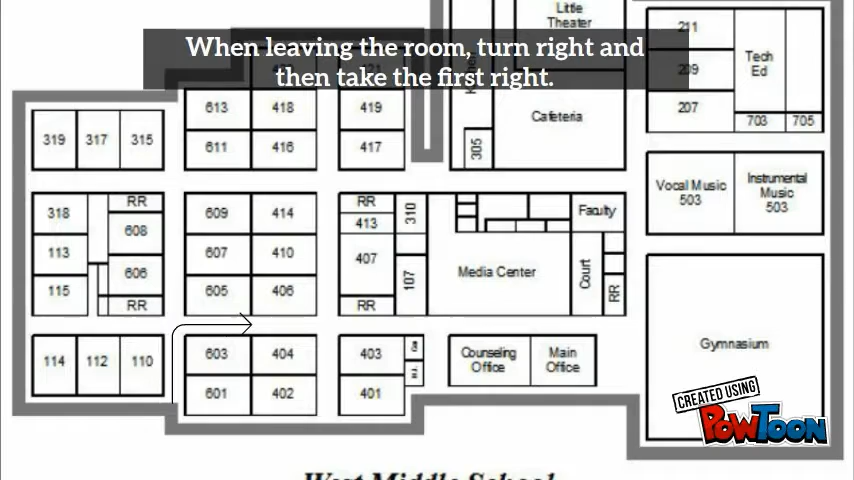 Little
Theater
When leaving the room, turn right and
then take the first right.
211
209
207
Tech
Ed
703
705
613
418
419
611
416
417
319
317
315
305
Cafeteria
Vocal Music
503
Instrumental
Music
503
318
RR
608
113
606
115
RR
609
414
607
410
605
406
RR
413
407
RR
310
107
Media Center
Faculty
Court
RR
Gymnasium
114
112
110
603
404
601
402
403
401
Counseling
Office
Main
Office
CREATED USING
POWTOON
West Middle School